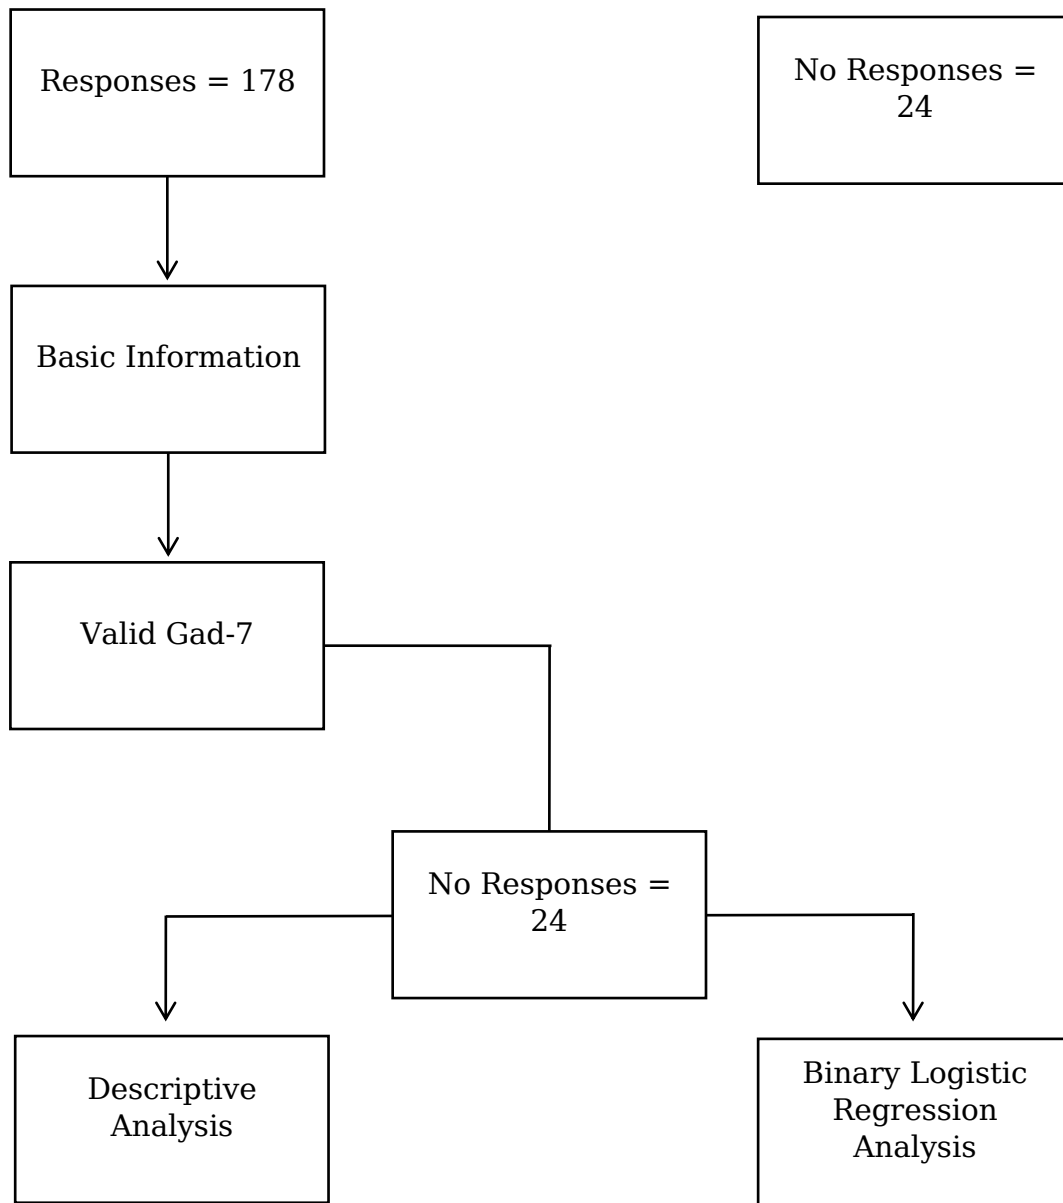 Responses = 178
No Responses =
24
Basic Information
Valid Gad-7
No Responses =
24
Descriptive
Analysis
Binary Logistic
Regression
Analysis